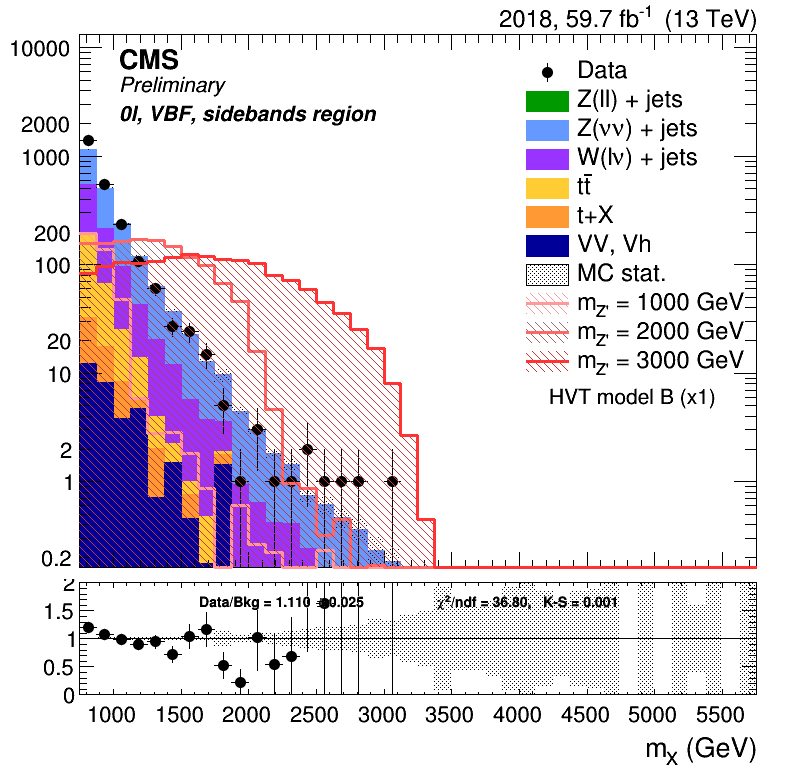 2018, 59.7 fb⁻¹ (13 TeV)
CMS
Preliminary
0l, VBF, sidebands region
Data
Z(ll) + jets
Z(νν) + jets
W(lν) + jets
tt̄
t+X
VV, Vh
MC stat.
m_Z' = 1000 GeV
m_Z' = 2000 GeV
m_Z' = 3000 GeV
HVT model B (x1)
10000
2000
1000
200
100
20
10
2
1
0.2
Data/Bkg = 1.110 ± 0.025
χ²/ndf = 36.80, K-S = 0.001
2
1.5
1
0.5
0
1000 1500 2000 2500 3000 3500 4000 4500 5000 5500
m_X (GeV)